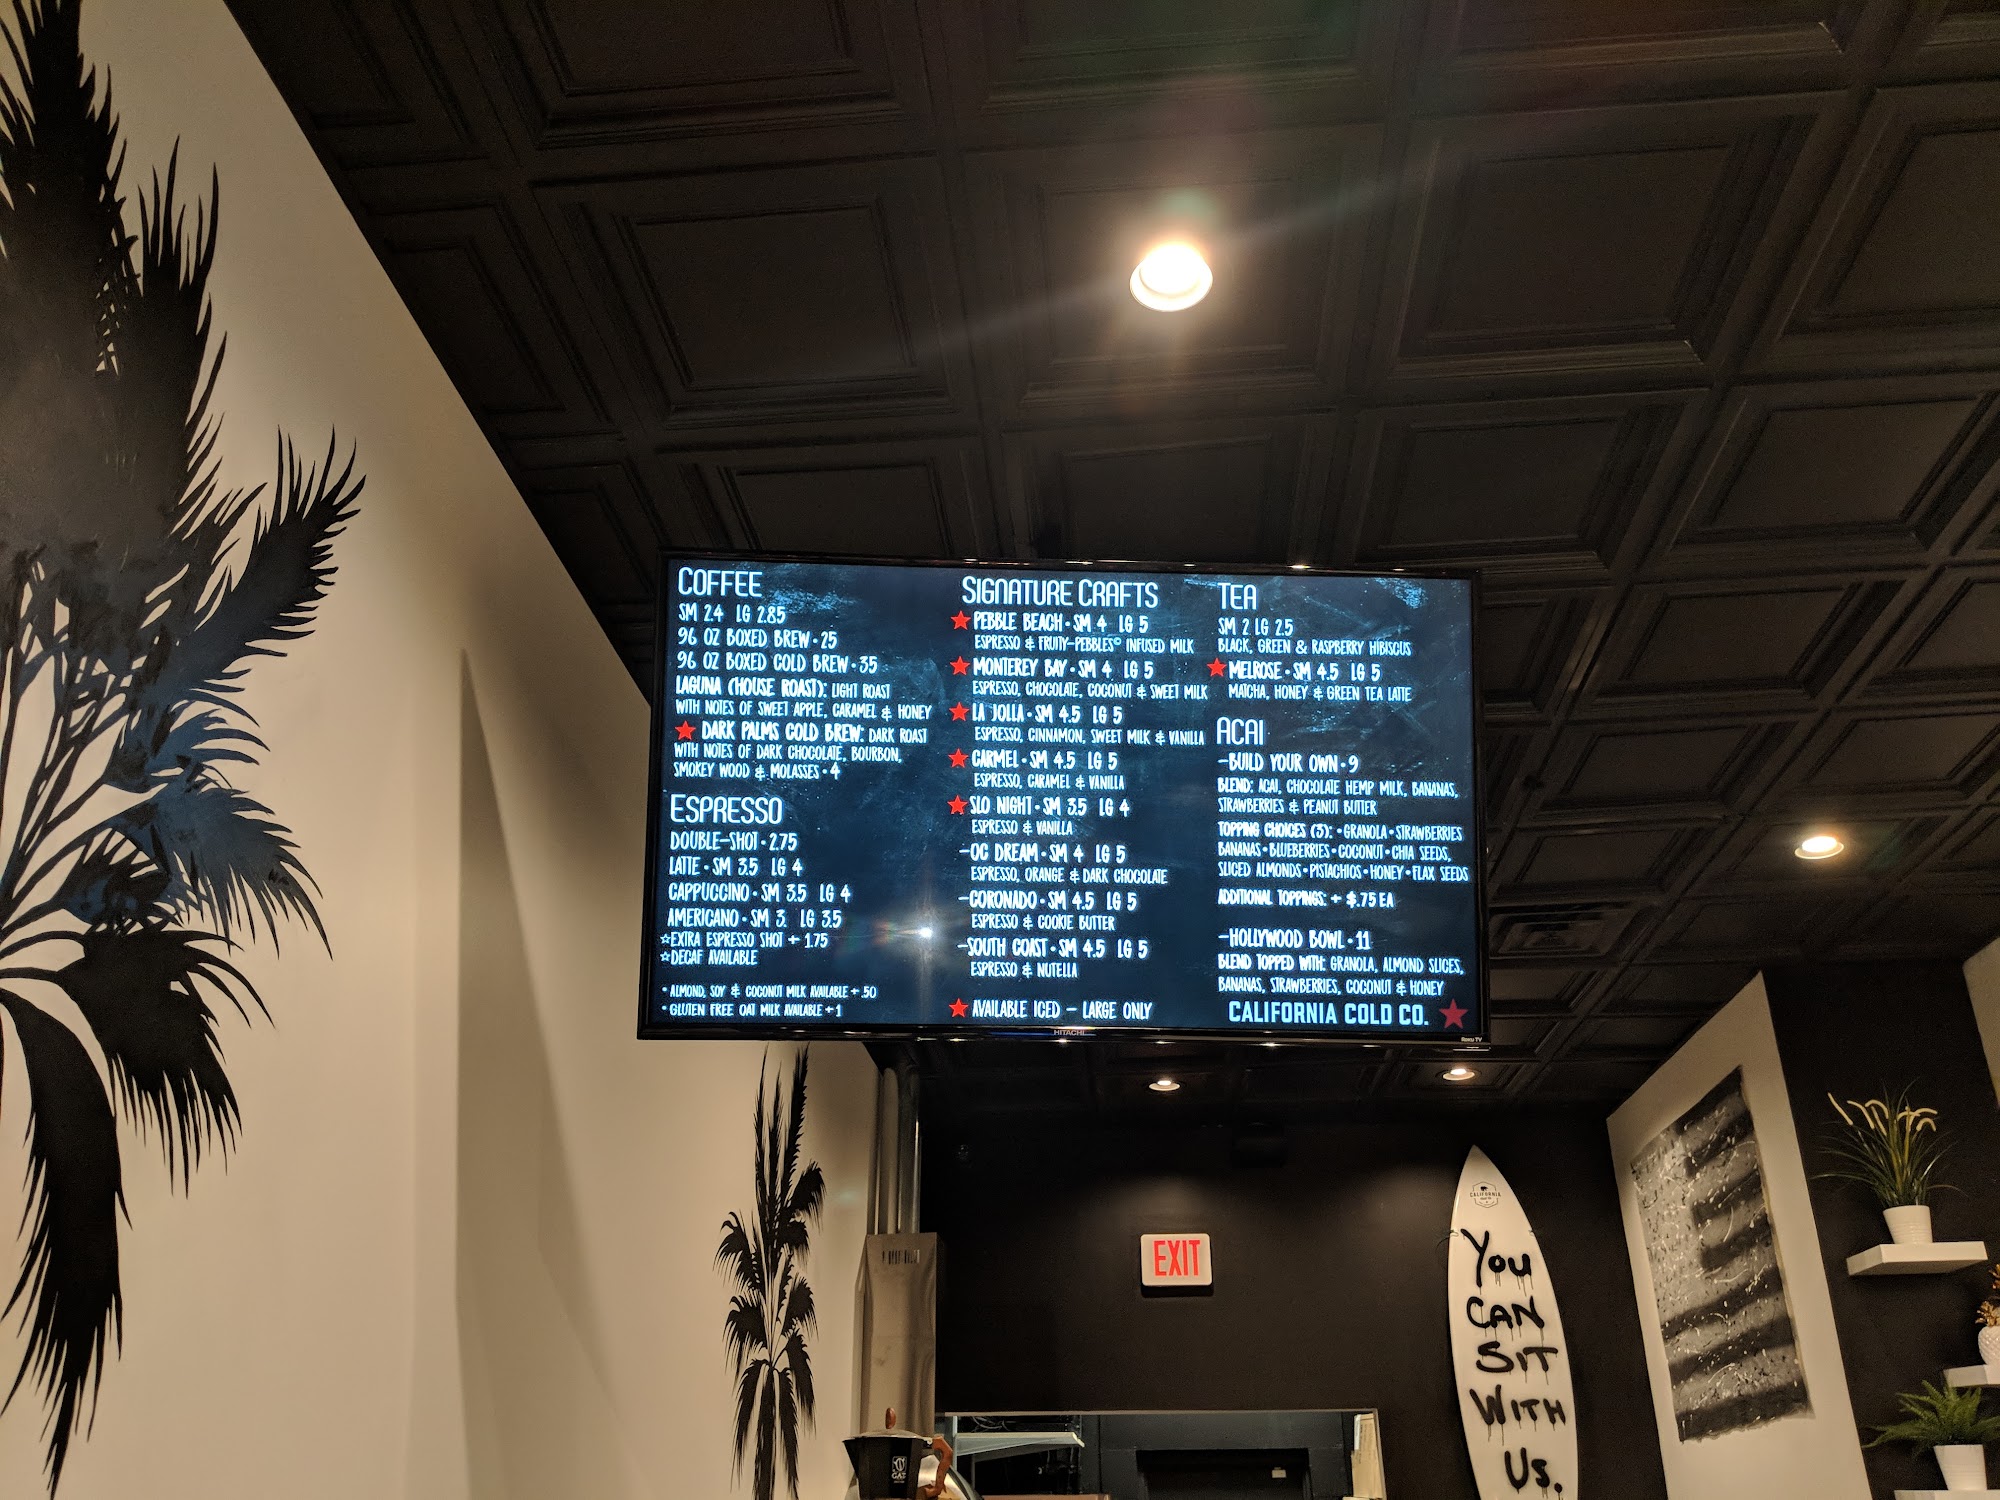 COFFEE
SM 2.4 LG 2.85
96 OZ BOXED BREW • 25
96 OZ BOXED COLD BREW • 35
LAGUNA (HOUSE ROAST): LIGHT ROAST
WITH NOTES OF SWEET APPLE, CARAMEL & HONEY
★ DARK PALMS COLD BREW: DARK ROAST
WITH NOTES OF DARK CHOCOLATE, BOURBON,
SMOKEY WOOD & MOLASSES • 4
ESPRESSO
DOUBLE-SHOT • 2.75
LATTE • SM 3.5 LG 4
CAPPUCCINO • SM 3.5 LG 4
AMERICANO • SM 3 LG 3.5
☆EXTRA ESPRESSO SHOT + 1.75
☆DECAF AVAILABLE
• ALMOND, SOY & COCONUT MILK AVAILABLE + .50
• GLUTEN FREE OAT MILK AVAILABLE + 1
SIGNATURE CRAFTS
★ PEBBLE BEACH • SM 4 LG 5
ESPRESSO & FRUITY-PEBBLES© INFUSED MILK
★ MONTEREY BAY • SM 4 LG 5
ESPRESSO, CHOCOLATE, COCONUT & SWEET MILK
★ LA JOLLA • SM 4.5 LG 5
ESPRESSO, CINNAMON, SWEET MILK & VANILLA
★ CARMEL • SM 4.5 LG 5
ESPRESSO, CARAMEL & VANILLA
★ SLO NIGHT • SM 3.5 LG 4
ESPRESSO & VANILLA
-OC DREAM • SM 4 LG 5
ESPRESSO, ORANGE & DARK CHOCOLATE
-CORONADO • SM 4.5 LG 5
ESPRESSO & COOKIE BUTTER
-SOUTH COAST • SM 4.5 LG 5
ESPRESSO & NUTELLA
★ AVAILABLE ICED - LARGE ONLY
TEA
SM 2 LG 2.5
BLACK, GREEN & RASPBERRY HIBISCUS
★ MELROSE • SM 4.5 LG 5
MATCHA, HONEY & GREEN TEA LATTE
ACAI
-BUILD YOUR OWN • 9
BLEND: ACAI, CHOCOLATE HEMP MILK, BANANAS,
STRAWBERRIES & PEANUT BUTTER
TOPPING CHOICES (3): • GRANOLA • STRAWBERRIES
BANANAS • BLUEBERRIES • COCONUT • CHIA SEEDS,
SLICED ALMONDS • PISTACHIOS • HONEY • FLAX SEEDS
ADDITIONAL TOPPINGS: + $.75 EA
-HOLLYWOOD BOWL • 11
BLEND TOPPED WITH: GRANOLA, ALMOND SLICES,
BANANAS, STRAWBERRIES, COCONUT & HONEY
CALIFORNIA COLD CO. ★
HITACHI
Roku TV
EXIT
CALIFORNIA
You
CAN
SiT
WITH
Us.